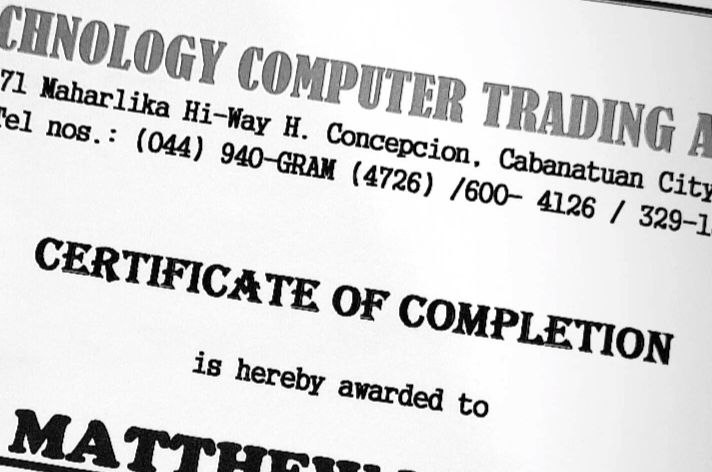 CHNOLOGY COMPUTER TRADING A
71 Maharlika Hi-Way H. Concepcion, Cabanatuan City
Tel nos.: (044) 940-GRAM (4726) /600- 4126 / 329-1
CERTIFICATE OF COMPLETION
is hereby awarded to
MATTHEW